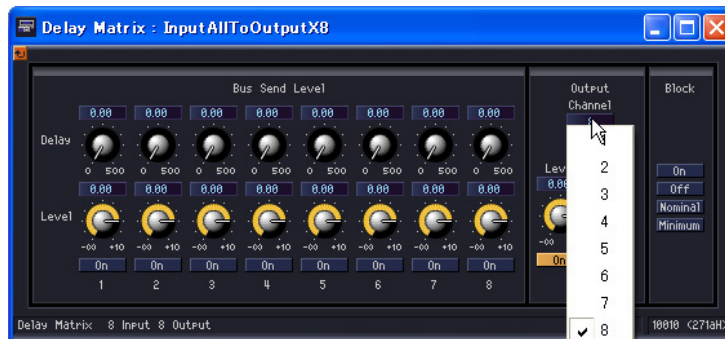 Delay Matrix : InputAllToOutputX8
Bus Send Level
Output
Channel
Block
0.00 0.00 0.00 0.00 0.00 0.00 0.00 0.00
Delay
0 500 0 500 0 500 0 500 0 500 0 500 0 500 0 500
0.00 0.00 0.00 0.00 0.00 0.00 0.00 0.00
Level
-∞ +10 -∞ +10 -∞ +10 -∞ +10 -∞ +10 -∞ +10 -∞ +10 -∞ +10
On On On On On On On On
1 2 3 4 5 6 7 8
-∞
On
2
3
4
5
6
7
8
On
Off
Nominal
Minimum
Delay Matrix 8 Input 8 Output
10010 (271aH)